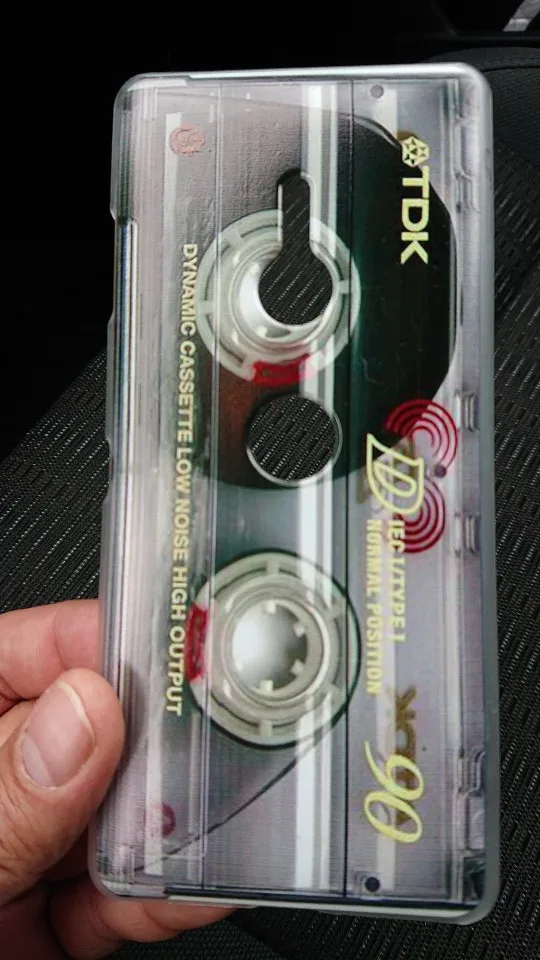 TDK
D
IEC I/TYPE I
NORMAL POSITION
90
DYNAMIC CASSETTE LOW NOISE HIGH OUTPUT